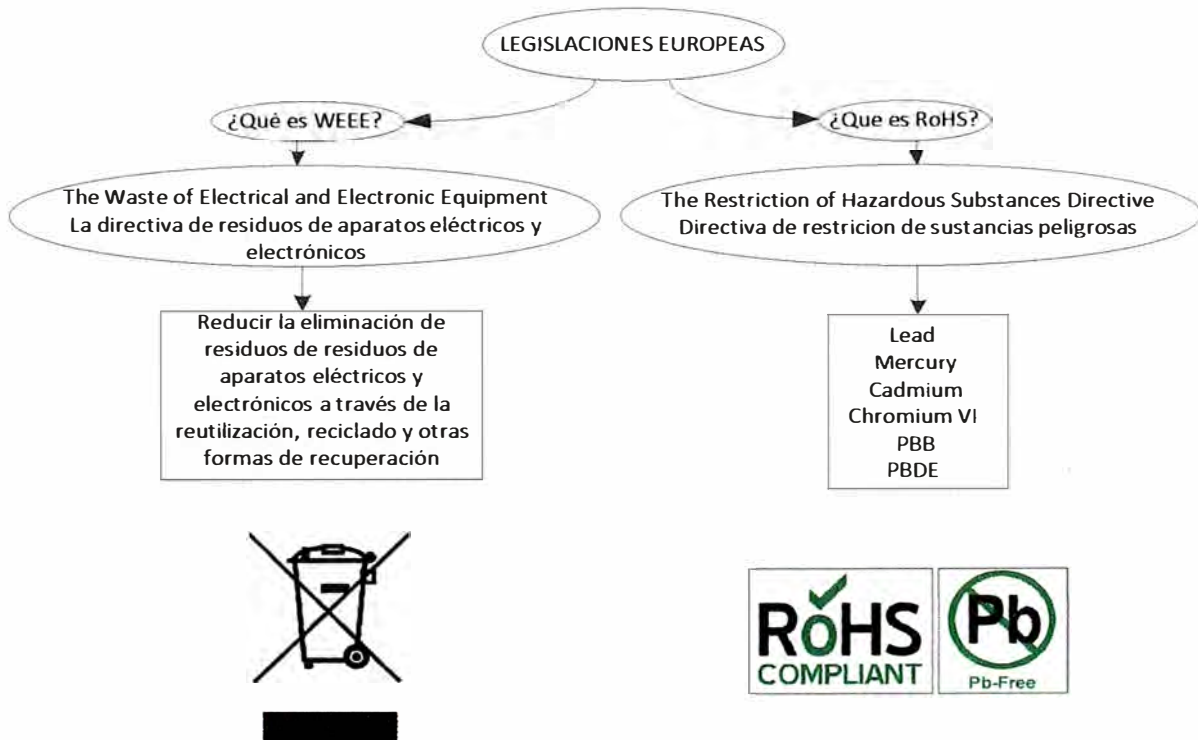 LEGISLACIONES EUROPEAS
¿Qué es WEEE?
¿Que es RoHS?
The Waste of Electrical and Electronic Equipment
La directiva de residuos de aparatos eléctricos y
electrónicos
The Restriction of Hazardous Substances Directive
Directiva de restricion de sustancias peligrosas
Reducir la eliminación de
residuos de residuos de
aparatos eléctricos y
electrónicos a través de la
reutilización, reciclado y otras
formas de recuperación
Lead
Mercury
Cadmium
Chromium VI
PBB
PBDE
RoHS
COMPLIANT
Pb
Pb-Free